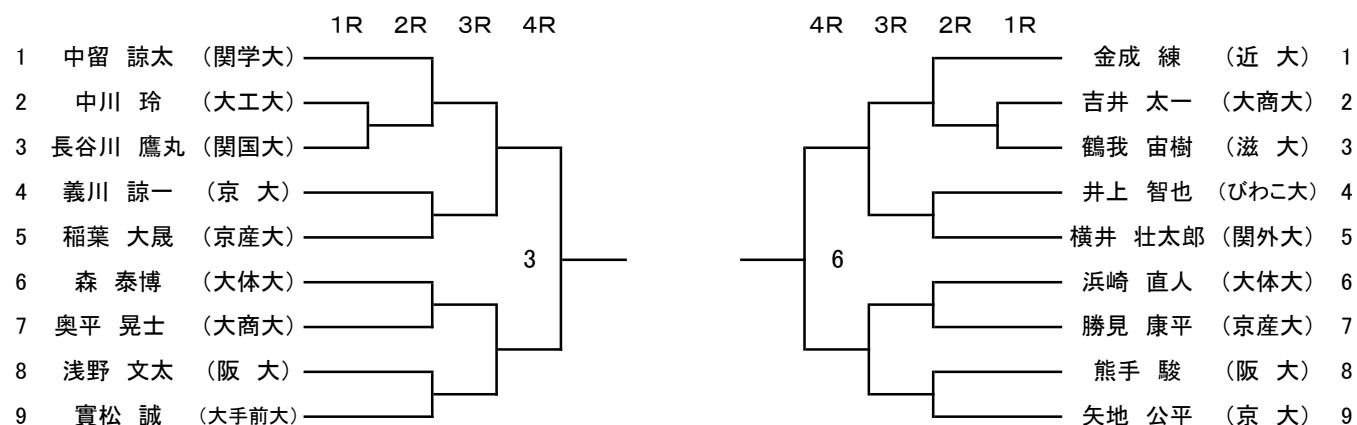 1R 2R 3R 4R
1 中留 諒太 (関学大)
2 中川 玲 (大工大)
3 長谷川 鷹丸 (関国大)
4 義川 諒一 (京 大)
5 稲葉 大晟 (京産大)
3
6 森 泰博 (大体大)
7 奥平 晃士 (大商大)
8 浅野 文太 (阪 大)
9 實松 誠 (大手前大)
4R 3R 2R 1R
金成 練 (近 大) 1
吉井 太一 (大商大) 2
鶴我 宙樹 (滋 大) 3
井上 智也 (びわこ大) 4
横井 壮太郎 (関外大) 5
6
浜崎 直人 (大体大) 6
勝見 康平 (京産大) 7
熊手 駿 (阪 大) 8
矢地 公平 (京 大) 9